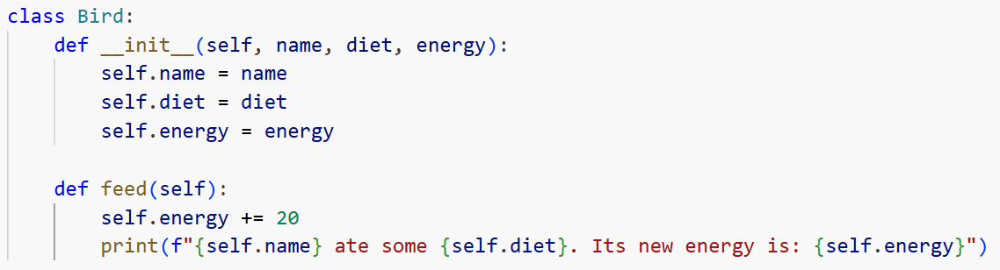 class Bird:
    def __init__(self, name, diet, energy):
        self.name = name
        self.diet = diet
        self.energy = energy

    def feed(self):
        self.energy += 20
        print(f"{self.name} ate some {self.diet}. Its new energy is: {self.energy}")